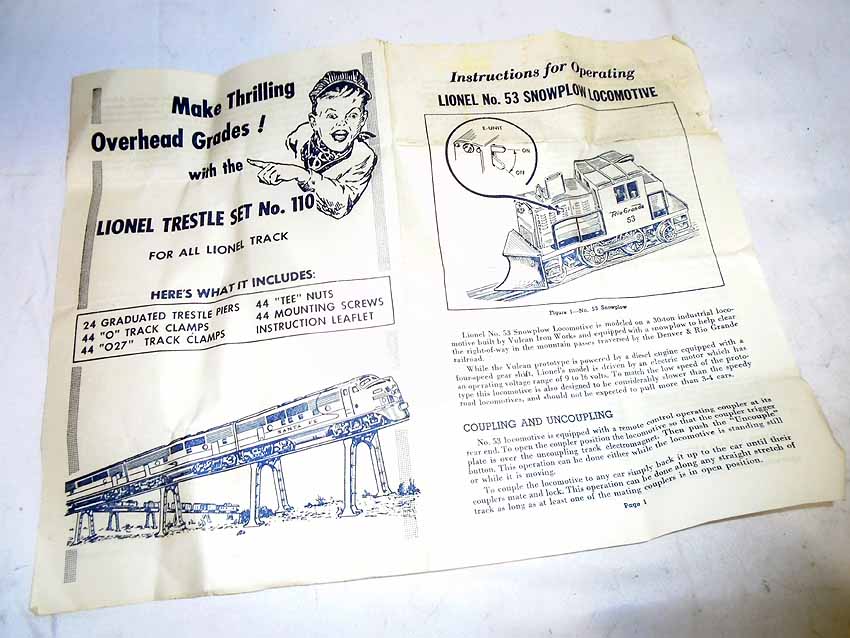 Make Thrilling
Overhead Grades !
with the
LIONEL TRESTLE SET No. 110
FOR ALL LIONEL TRACK
HERE'S WHAT IT INCLUDES:
24 GRADUATED TRESTLE PIERS
44 "O" TRACK CLAMPS
44 "O27" TRACK CLAMPS
44 "TEE" NUTS
44 MOUNTING SCREWS
INSTRUCTION LEAFLET
SANTA FE
Instructions for Operating
LIONEL No. 53 SNOWPLOW LOCOMOTIVE
E-UNIT
ON
OFF
Rio Grande
53
Figure 1—No. 53 Snowplow
Lionel No. 53 Snowplow Locomotive is modeled on a 30-ton industrial loco-
motive built by Vulcan Iron Works and equipped with a snowplow to help clear
the right-of-way in the mountain passes traversed by the Denver & Rio Grande
railroad.
While the Vulcan prototype is powered by a diesel engine equipped with a
four-speed gear shift, Lionel's model is driven by an electric motor which has
an operating voltage range of 9 to 16 volts. To match the low speed of the proto-
type this locomotive is also designed to be considerably slower than the speedy
road locomotives, and should not be expected to pull more than 3-4 cars.
COUPLING AND UNCOUPLING
No. 53 locomotive is equipped with a remote control operating coupler at its
rear end. To open the coupler position the locomotive so that the coupler trigger
plate is over the uncoupling track electromagnet. Then push the "Uncouple"
button. This operation can be done either while the locomotive is standing still
or while it is moving.
To couple the locomotive to any car simply back it up to the car until their
couplers mate and lock. This operation can be done along any straight stretch of
track as long as at least one of the mating couplers is in open position.
Page 1